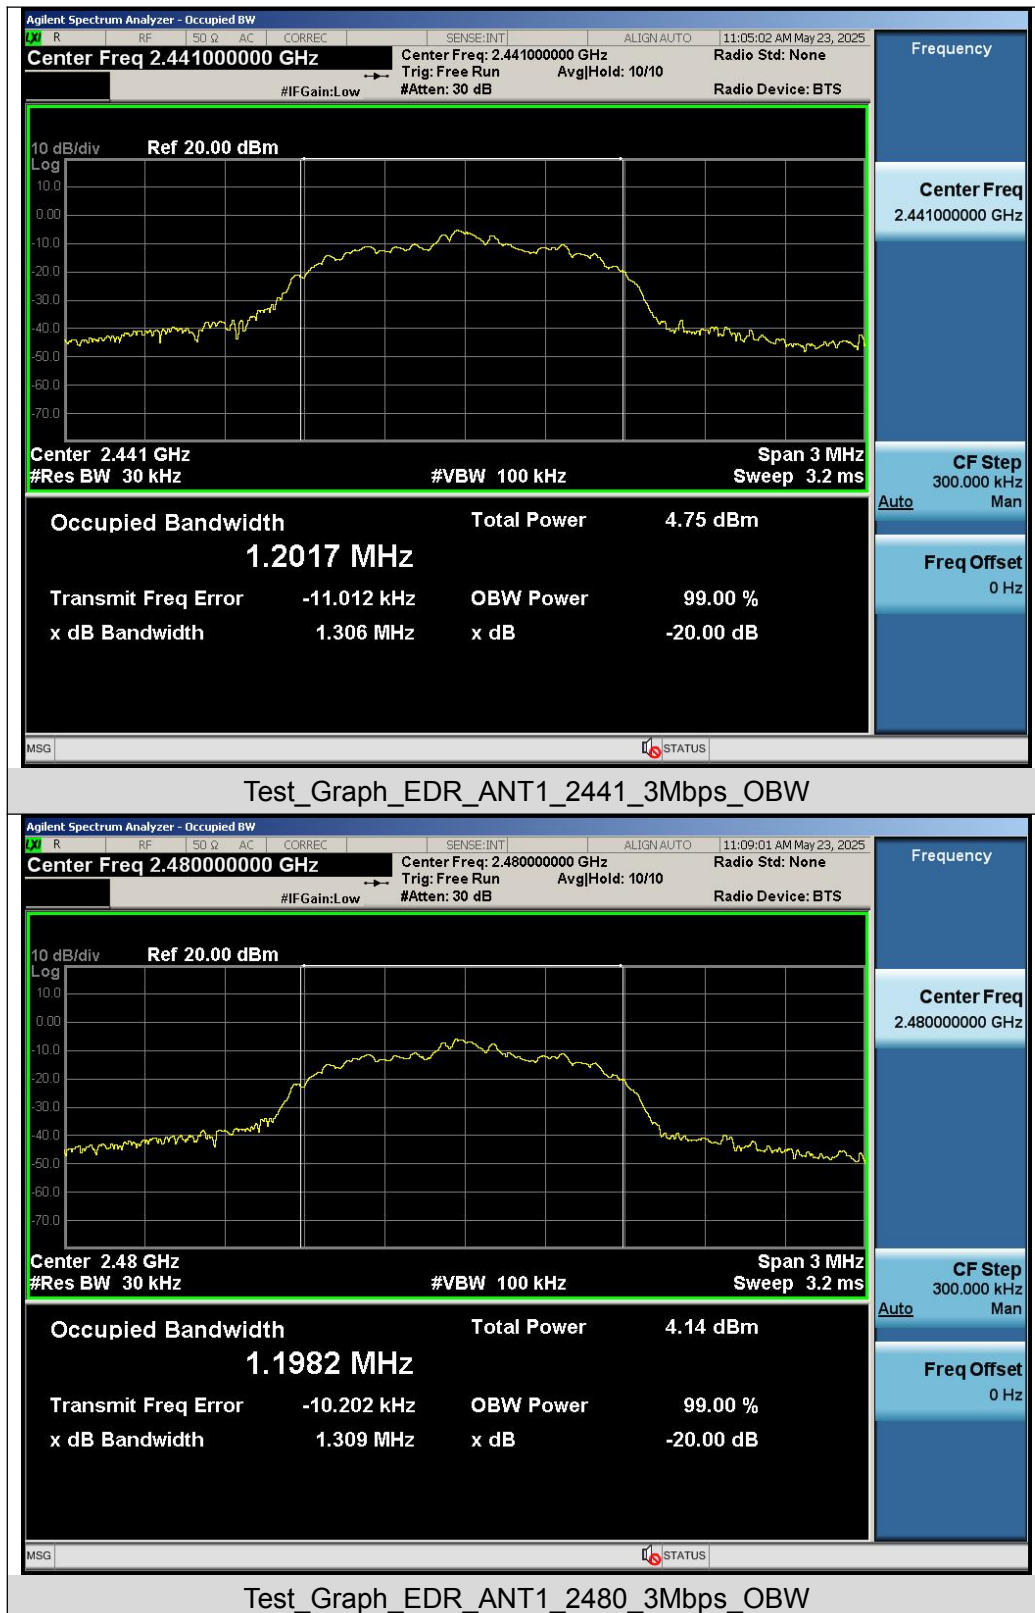 Agilent Spectrum Analyzer - Occupied BW
LXI R RF 50 Ω AC CORREC SENSE:INT ALIGN AUTO 11:05:02 AM May 23, 2025
Center Freq 2.441000000 GHz Center Freq: 2.441000000 GHz Radio Std: None Frequency
Trig: Free Run Avg|Hold: 10/10
#IFGain:Low #Atten: 30 dB Radio Device: BTS
10 dB/div Ref 20.00 dBm
Log
10.0
0.00
-10.0
-20.0
-30.0
-40.0
-50.0
-60.0
-70.0
Center Freq
2.441000000 GHz
Center 2.441 GHz Span 3 MHz
#Res BW 30 kHz #VBW 100 kHz Sweep 3.2 ms
CF Step
300.000 kHz
Auto Man
Occupied Bandwidth Total Power 4.75 dBm
1.2017 MHz
Freq Offset
0 Hz
Transmit Freq Error -11.012 kHz OBW Power 99.00 %
x dB Bandwidth 1.306 MHz x dB -20.00 dB
MSG STATUS
Test_Graph_EDR_ANT1_2441_3Mbps_OBW
Agilent Spectrum Analyzer - Occupied BW
LXI R RF 50 Ω AC CORREC SENSE:INT ALIGN AUTO 11:09:01 AM May 23, 2025
Center Freq 2.480000000 GHz Center Freq: 2.480000000 GHz Radio Std: None Frequency
Trig: Free Run Avg|Hold: 10/10
#IFGain:Low #Atten: 30 dB Radio Device: BTS
10 dB/div Ref 20.00 dBm
Log
10.0
0.00
-10.0
-20.0
-30.0
-40.0
-50.0
-60.0
-70.0
Center Freq
2.480000000 GHz
Center 2.48 GHz Span 3 MHz
#Res BW 30 kHz #VBW 100 kHz Sweep 3.2 ms
CF Step
300.000 kHz
Auto Man
Occupied Bandwidth Total Power 4.14 dBm
1.1982 MHz
Freq Offset
0 Hz
Transmit Freq Error -10.202 kHz OBW Power 99.00 %
x dB Bandwidth 1.309 MHz x dB -20.00 dB
MSG STATUS
Test_Graph_EDR_ANT1_2480_3Mbps_OBW